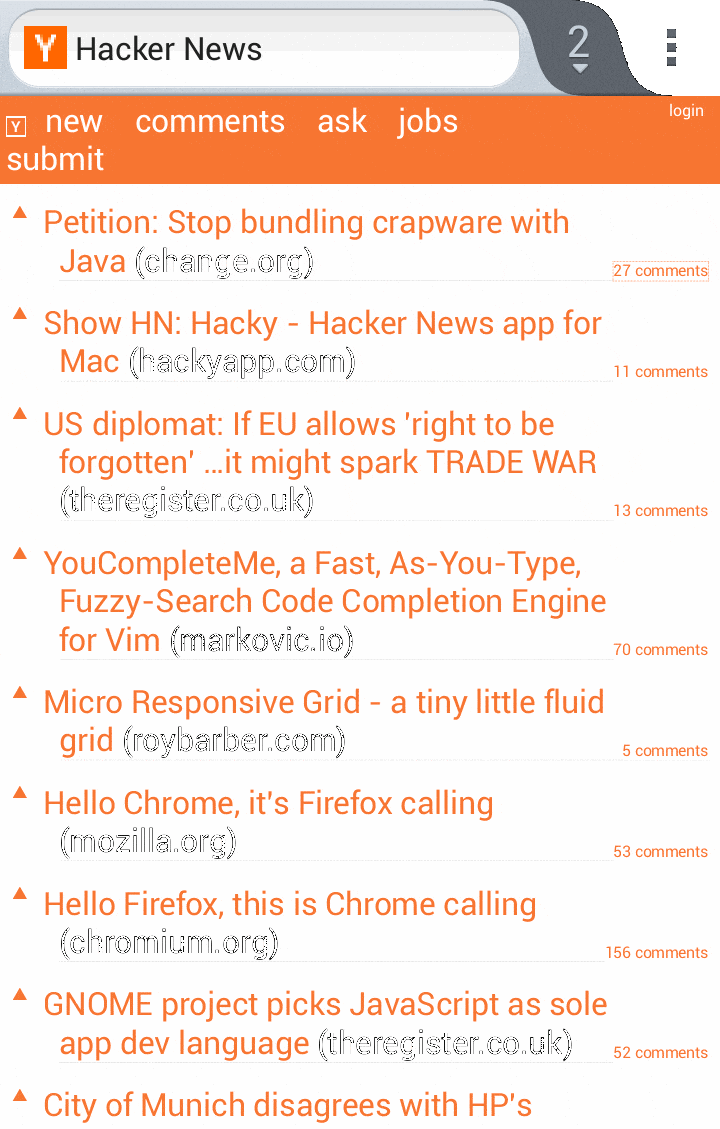 Y Hacker News 2
Y new comments ask jobs login
submit
Petition: Stop bundling crapware with
Java (change.org) 27 comments
Show HN: Hacky - Hacker News app for
Mac (hackyapp.com) 11 comments
US diplomat: If EU allows 'right to be
forgotten' ...it might spark TRADE WAR
(theregister.co.uk) 13 comments
YouCompleteMe, a Fast, As-You-Type,
Fuzzy-Search Code Completion Engine
for Vim (markovic.io) 70 comments
Micro Responsive Grid - a tiny little fluid
grid (roybarber.com) 5 comments
Hello Chrome, it's Firefox calling
(mozilla.org) 53 comments
Hello Firefox, this is Chrome calling
(chromium.org) 156 comments
GNOME project picks JavaScript as sole
app dev language (theregister.co.uk) 52 comments
City of Munich disagrees with HP's